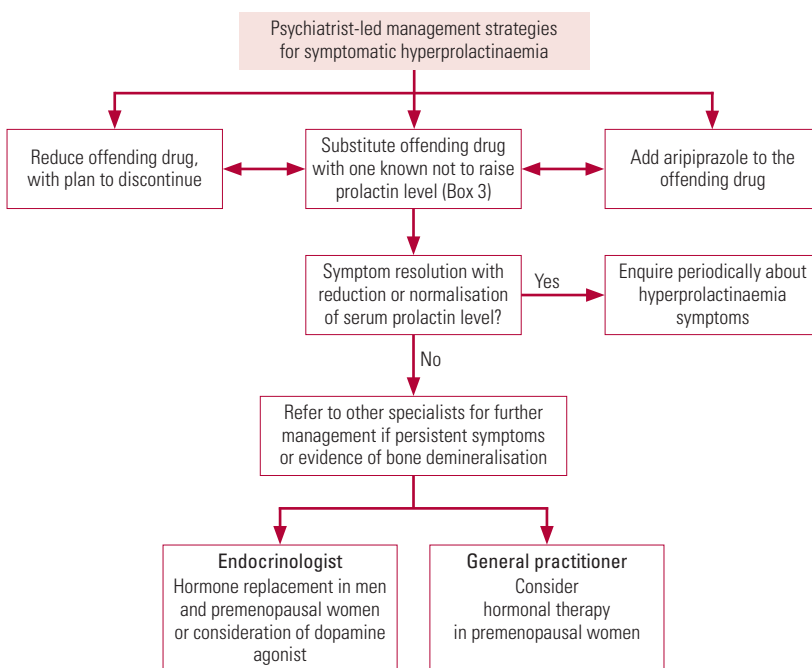 Psychiatrist-led management strategies
for symptomatic hyperprolactinaemia
Reduce offending drug,
with plan to discontinue
Substitute offending drug
with one known not to raise
prolactin level (Box 3)
Add aripiprazole to the
offending drug
Symptom resolution with
reduction or normalisation
of serum prolactin level?
Yes
Enquire periodically about
hyperprolactinaemia
symptoms
No
Refer to other specialists for further
management if persistent symptoms
or evidence of bone demineralisation
Endocrinologist
Hormone replacement in men
and premenopausal women
or consideration of dopamine
agonist
General practitioner
Consider
hormonal therapy
in premenopausal women